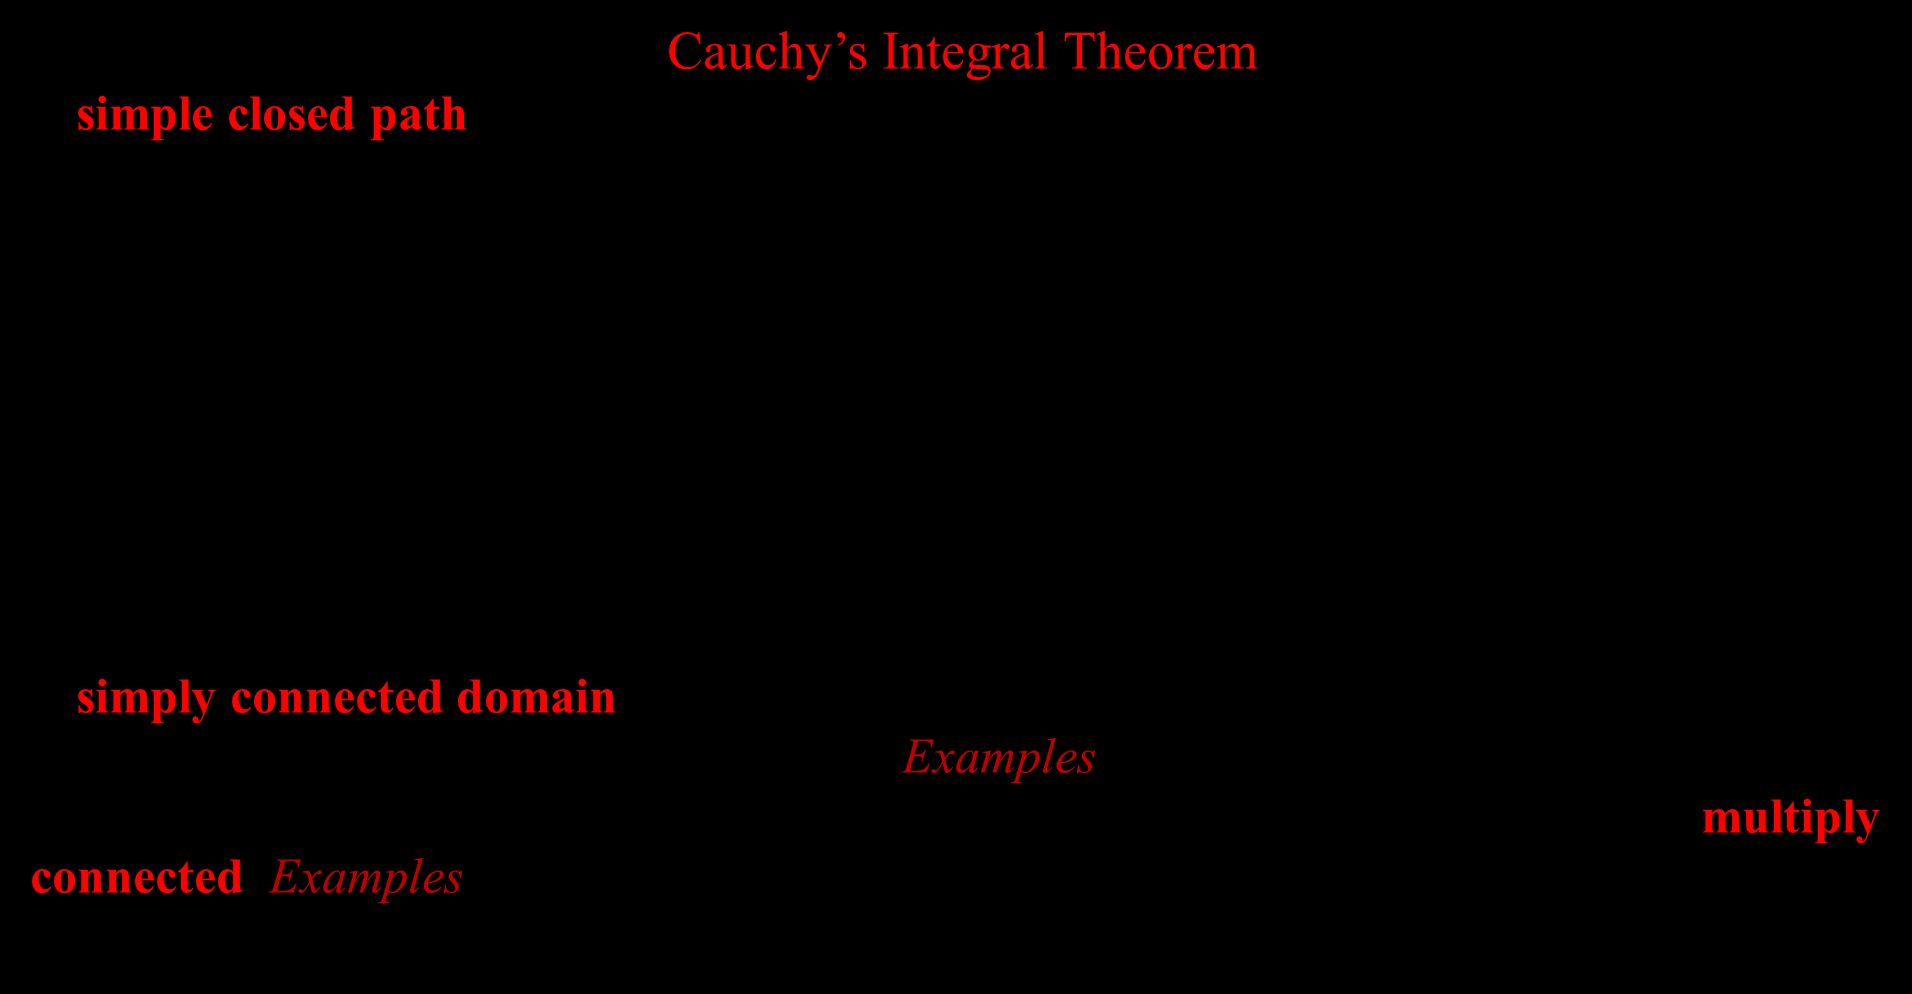 Cauchy’s Integral Theorem
simple closed path
simply connected domain
Examples
multiply
connected Examples